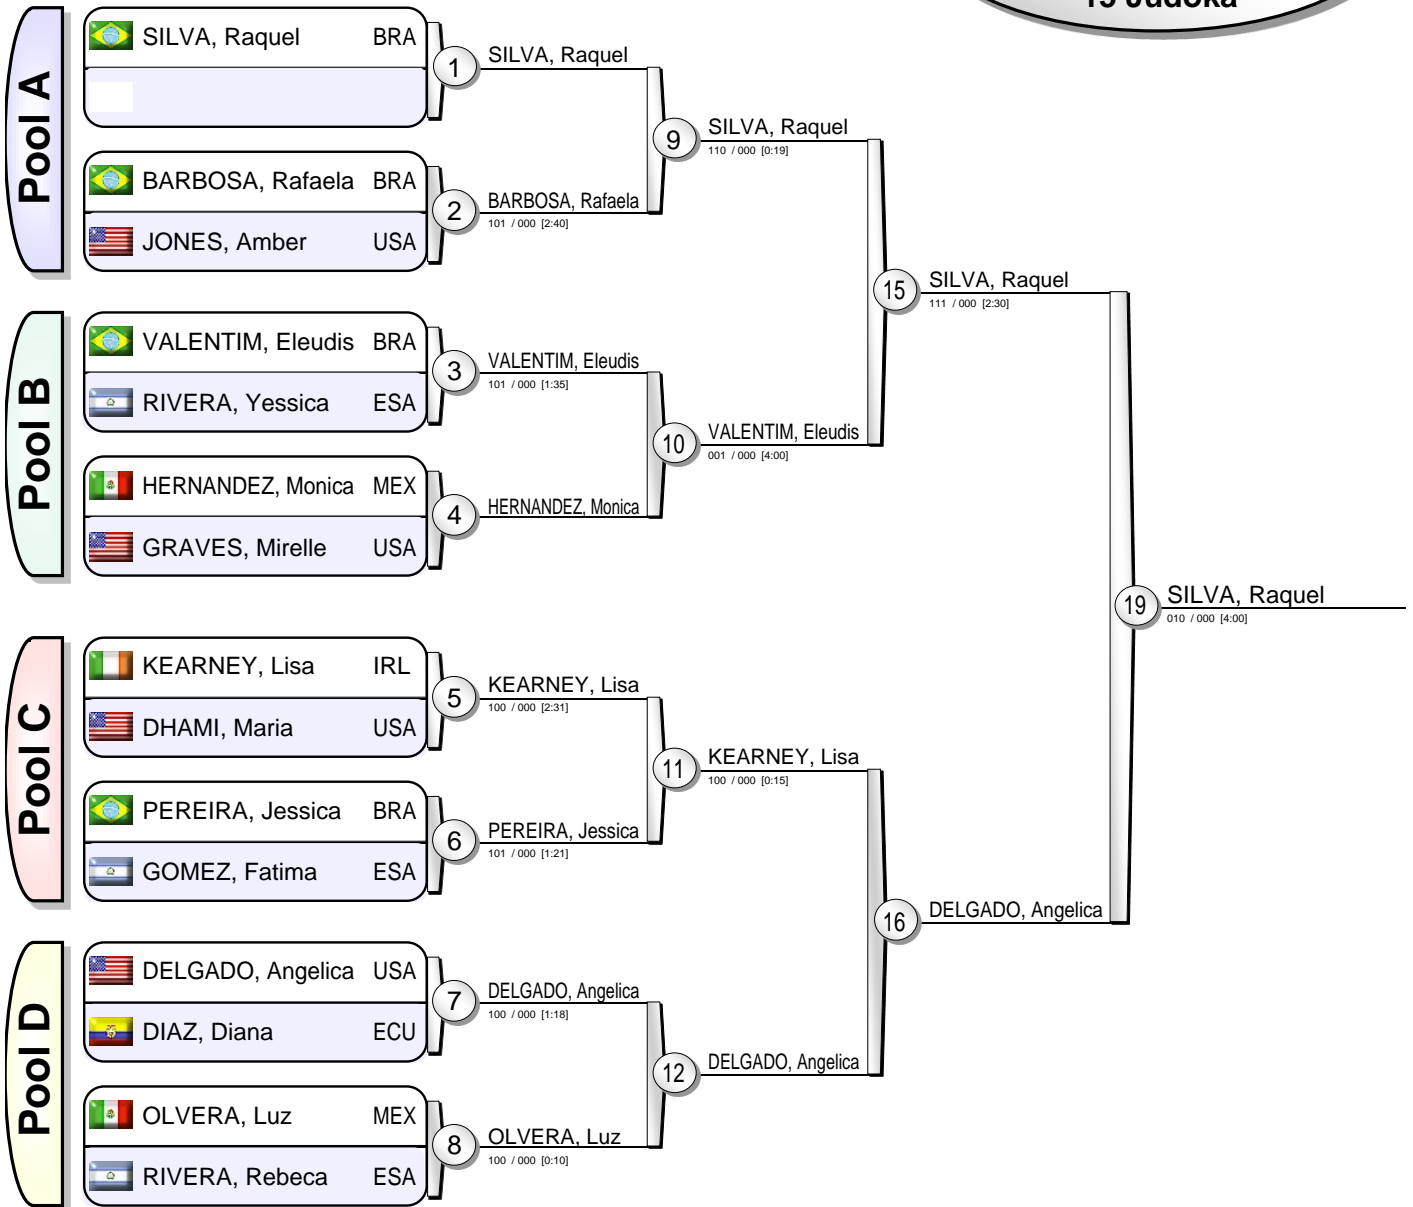 15 Judoka
Pool A
SILVA, Raquel BRA
1
SILVA, Raquel
BARBOSA, Rafaela BRA
JONES, Amber USA
2
BARBOSA, Rafaela
101 / 000 [2:40]
9
SILVA, Raquel
110 / 000 [0:19]
Pool B
VALENTIM, Eleudis BRA
RIVERA, Yessica ESA
3
VALENTIM, Eleudis
101 / 000 [1:35]
HERNANDEZ, Monica MEX
GRAVES, Mirelle USA
4
HERNANDEZ, Monica
10
VALENTIM, Eleudis
001 / 000 [4:00]
15
SILVA, Raquel
111 / 000 [2:30]
Pool C
KEARNEY, Lisa IRL
DHAMI, Maria USA
5
KEARNEY, Lisa
100 / 000 [2:31]
PEREIRA, Jessica BRA
GOMEZ, Fatima ESA
6
PEREIRA, Jessica
101 / 000 [1:21]
11
KEARNEY, Lisa
100 / 000 [0:15]
Pool D
DELGADO, Angelica USA
DIAZ, Diana ECU
7
DELGADO, Angelica
100 / 000 [1:18]
OLVERA, Luz MEX
RIVERA, Rebeca ESA
8
OLVERA, Luz
100 / 000 [0:10]
12
DELGADO, Angelica
16
DELGADO, Angelica
19
SILVA, Raquel
010 / 000 [4:00]